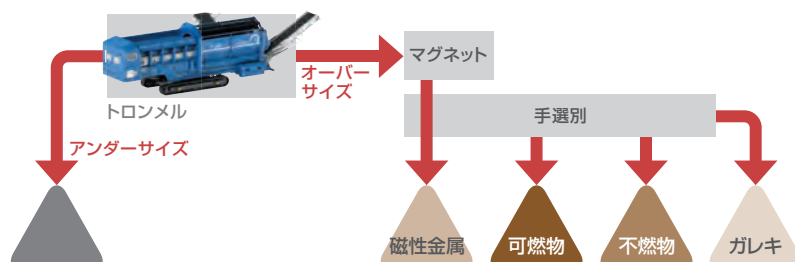 マグネット
オーバー
サイズ
トロンメル
手選別
アンダーサイズ
磁性金属
可燃物
不燃物
ガレキ